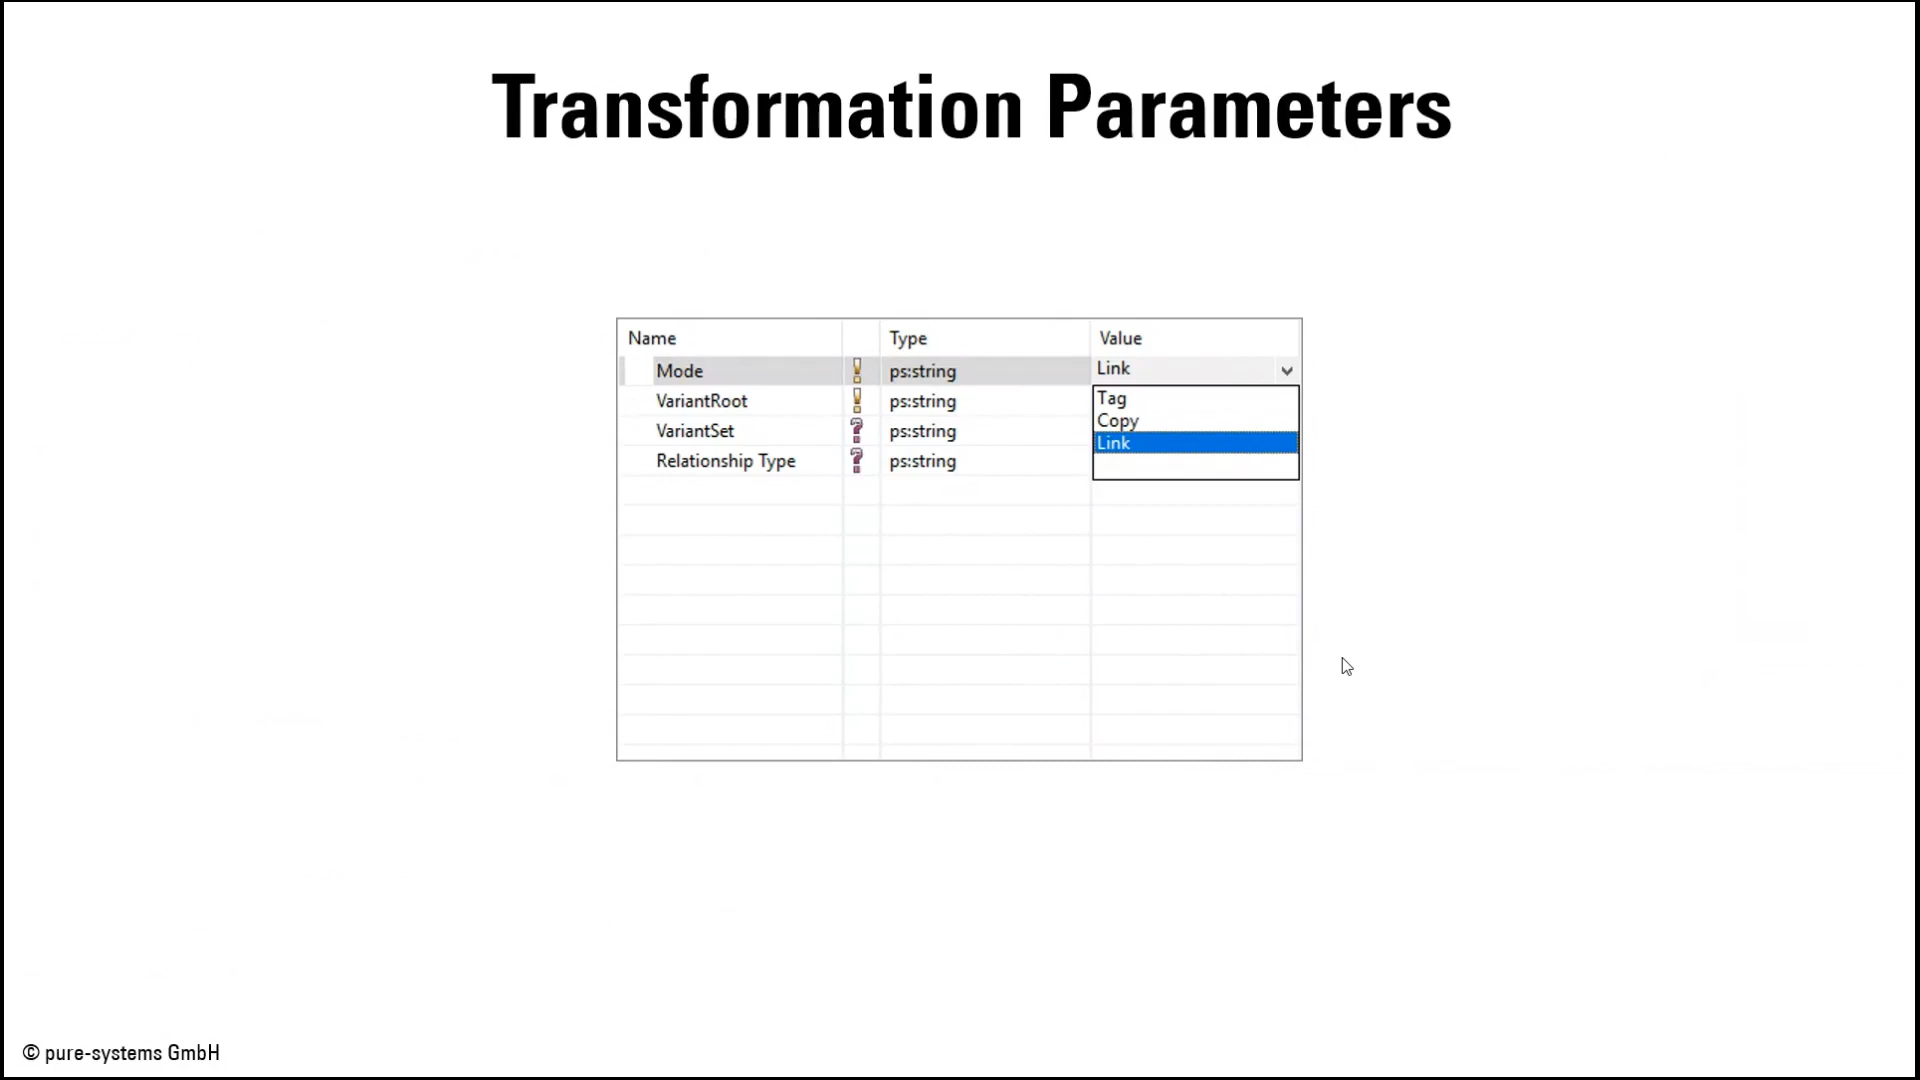 Transformation Parameters
Name Type Value
Mode ps:string Link
VariantRoot ps:string Tag
VariantSet ps:string Copy
Relationship Type ps:string Link
© pure-systems GmbH